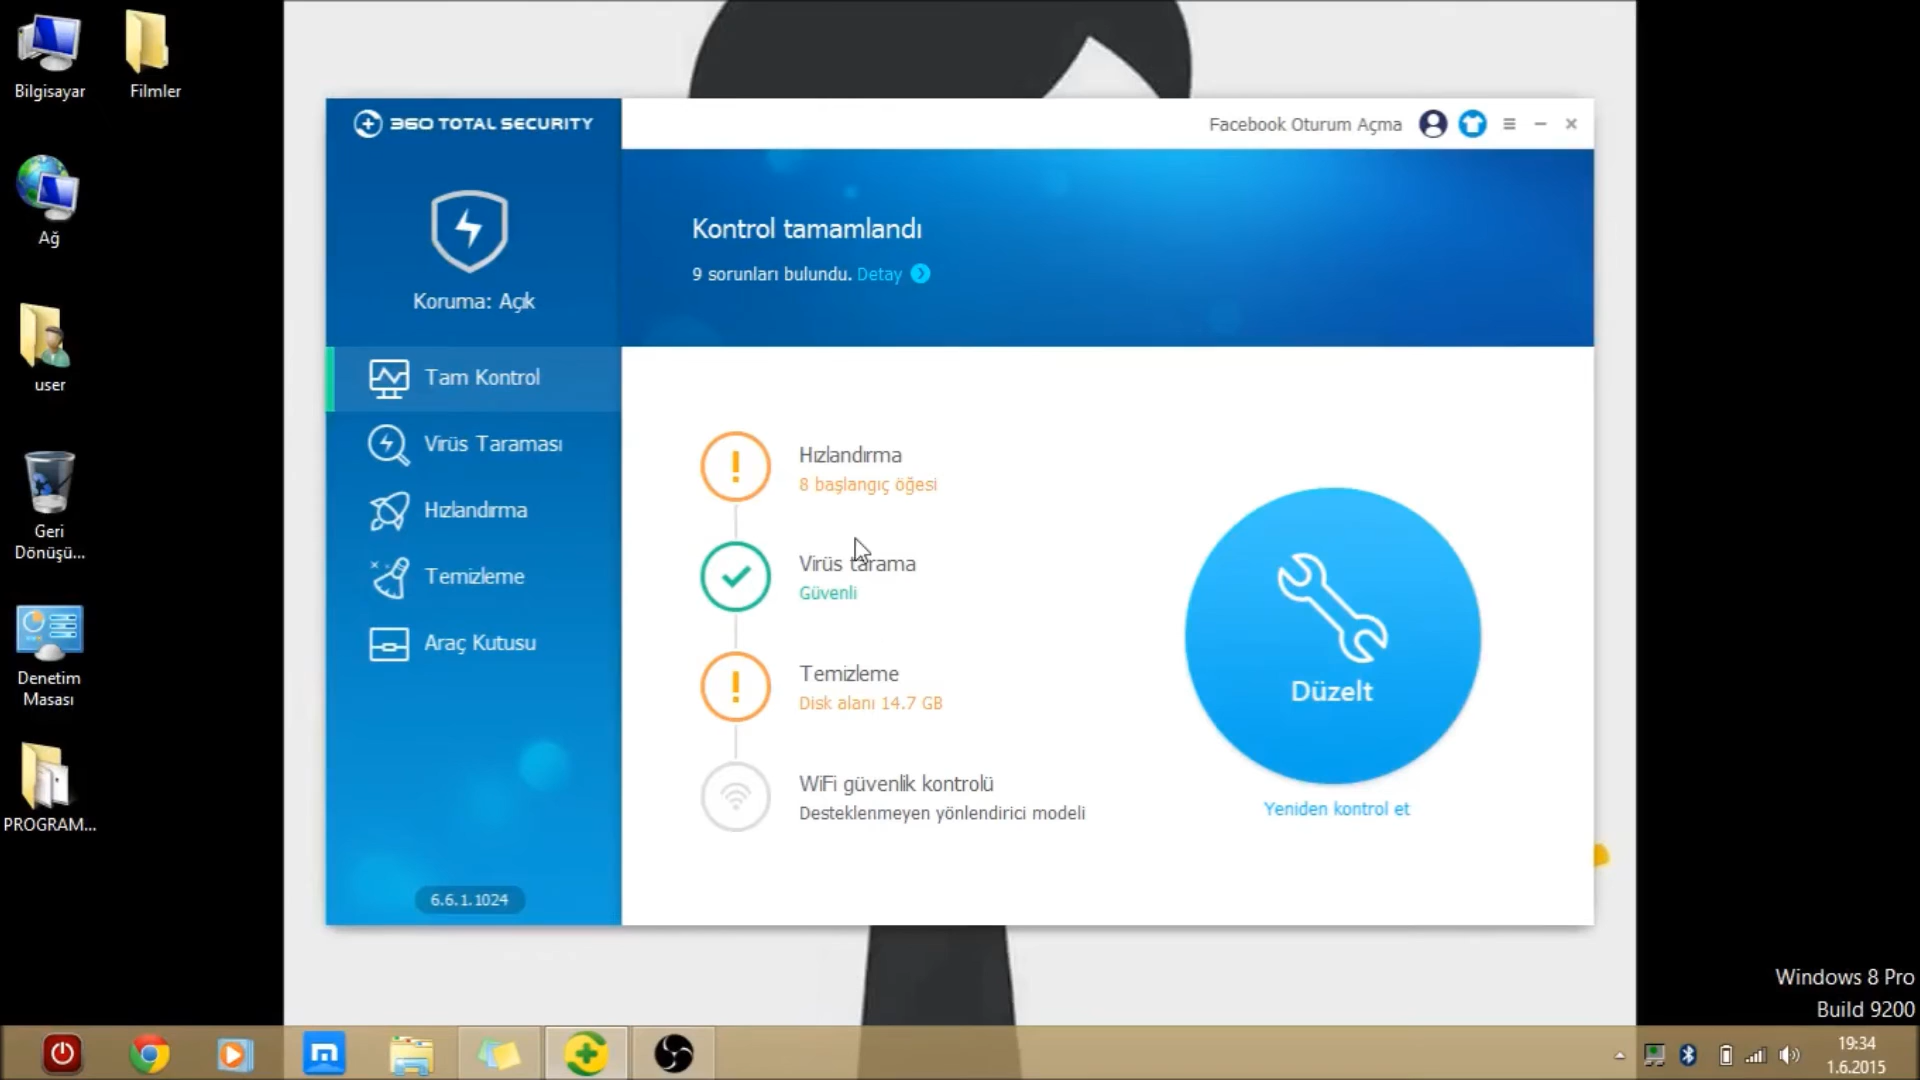 Bilgisayar
Filmler
Ağ
user
Geri
Dönüşü...
Denetim
Masası
PROGRAM...
360 TOTAL SECURITY
Facebook Oturum Açma
Koruma: Açık
Tam Kontrol
Virüs Taraması
Hızlandırma
Temizleme
Araç Kutusu
6.6.1.1024
Kontrol tamamlandı
9 sorunları bulundu. Detay
Hızlandırma
8 başlangıç öğesi
Virüs tarama
Güvenli
Temizleme
Disk alanı 14.7 GB
WiFi güvenlik kontrolü
Desteklenmeyen yönlendirici modeli
Düzelt
Yeniden kontrol et
Windows 8 Pro
Build 9200
19:34
1.6.2015